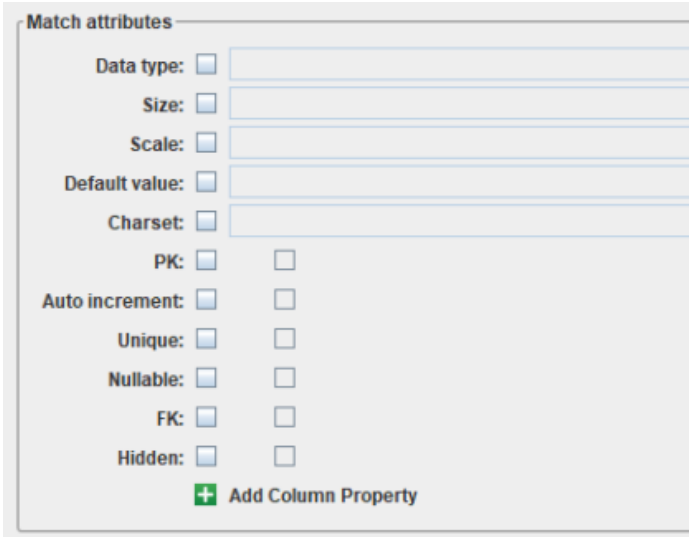 Match attributes
Data type:
Size:
Scale:
Default value:
Charset:
PK:
Auto increment:
Unique:
Nullable:
FK:
Hidden:
Add Column Property